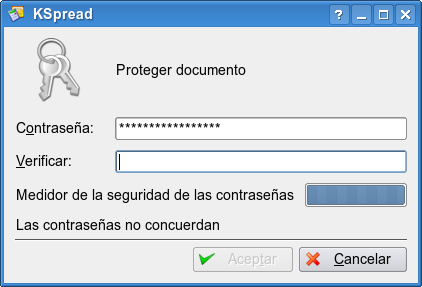 KSpread
Proteger documento
Contraseña: *****************
Verificar:
Medidor de la seguridad de las contraseñas
Las contraseñas no concuerdan
Aceptar Cancelar